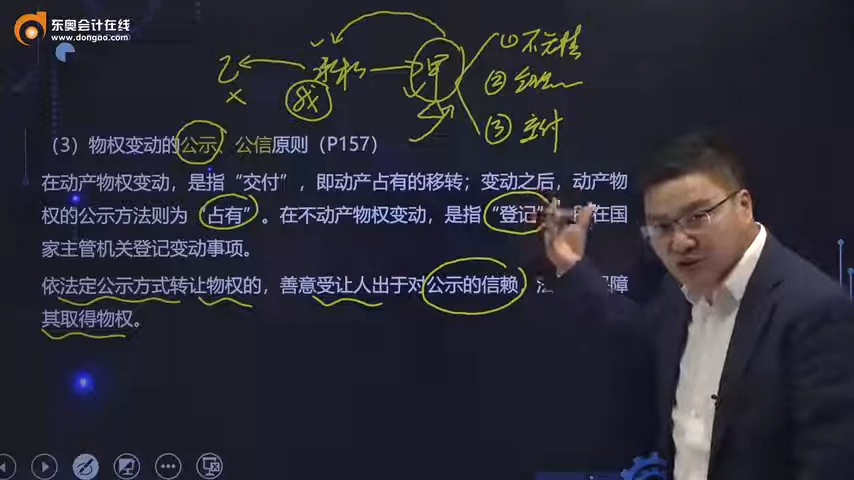 东奥会计在线
www.dongao.com
乙 甲 ①不知情
②
③交付
(3)物权变动的公示、公信原则(P157)
在动产物权变动,是指“交付”,即动产占有的移转;变动之后,动产物
权的公示方法则为“占有”。在不动产物权变动,是指“登记”, 在国
家主管机关登记变动事项。
依法定公示方式转让物权的,善意受让人出于对公示的信赖, 障
其取得物权。